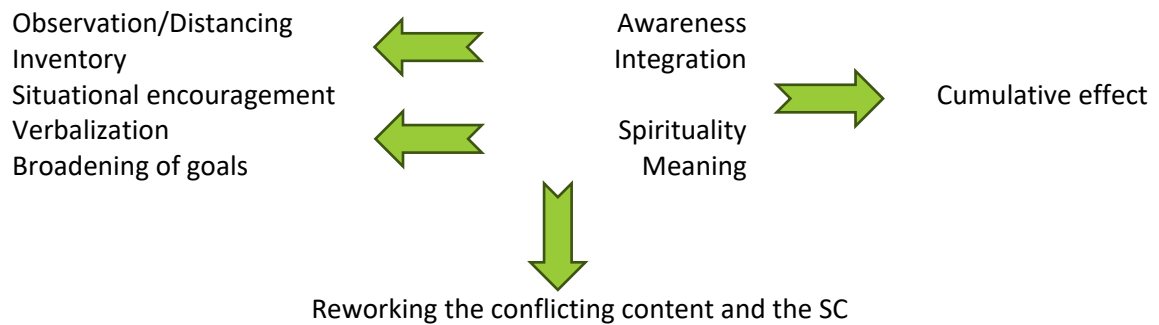 Observation/Distancing
Inventory
Situational encouragement
Verbalization
Broadening of goals
Awareness
Integration
Spirituality
Meaning
Cumulative effect
Reworking the conflicting content and the SC